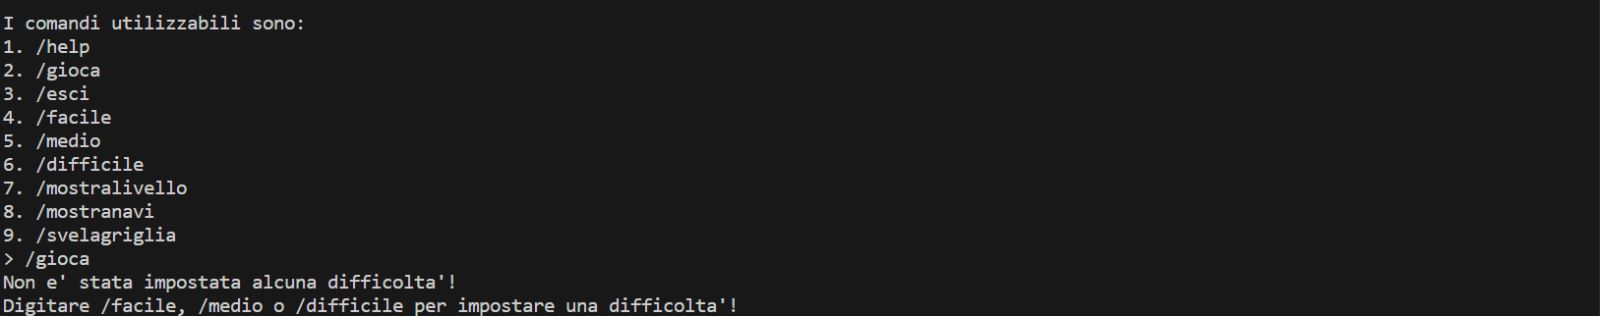 I comandi utilizzabili sono:
1. /help
2. /gioca
3. /esci
4. /facile
5. /medio
6. /difficile
7. /mostralivello
8. /mostranavi
9. /svelagriglia
> /gioca
Non e' stata impostata alcuna difficolta'!
Digitare /facile, /medio o /difficile per impostare una difficolta'!